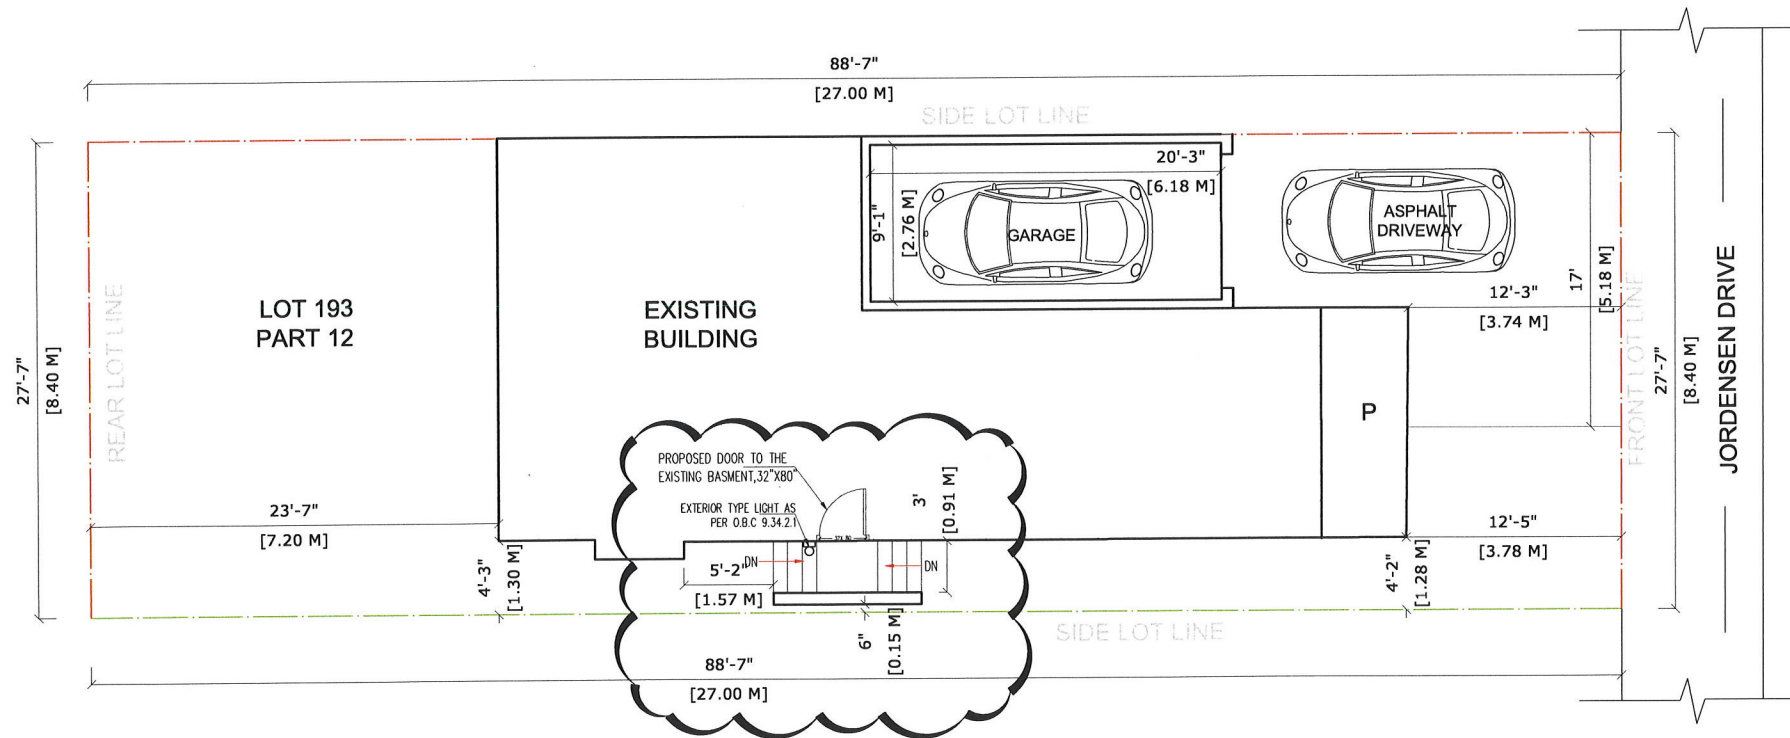 88'-7"
[27.00 M]
SIDE LOT LINE
20'-3"
[6.18 M]
9'-1"
[2.76 M]
GARAGE
ASPHALT
DRIVEWAY
17'
[5.18 M]
12'-3"
[3.74 M]
27'-7"
[8.40 M]
REAR LOT LINE
LOT 193
PART 12
EXISTING
BUILDING
P
FRONT LOT LINE
27'-7"
[8.40 M]
JORDENSEN DRIVE
PROPOSED DOOR TO THE
EXISTING BASMENT,32"X80"
EXTERIOR TYPE LIGHT AS
PER O.B.C 9.34.2.1
3'
[0.91 M]
23'-7"
[7.20 M]
12'-5"
[3.78 M]
4'-3"
[1.30 M]
5'-2"
[1.57 M]
DN
DN
4'-2"
[1.28 M]
6"
[0.15 M]
SIDE LOT LINE
88'-7"
[27.00 M]